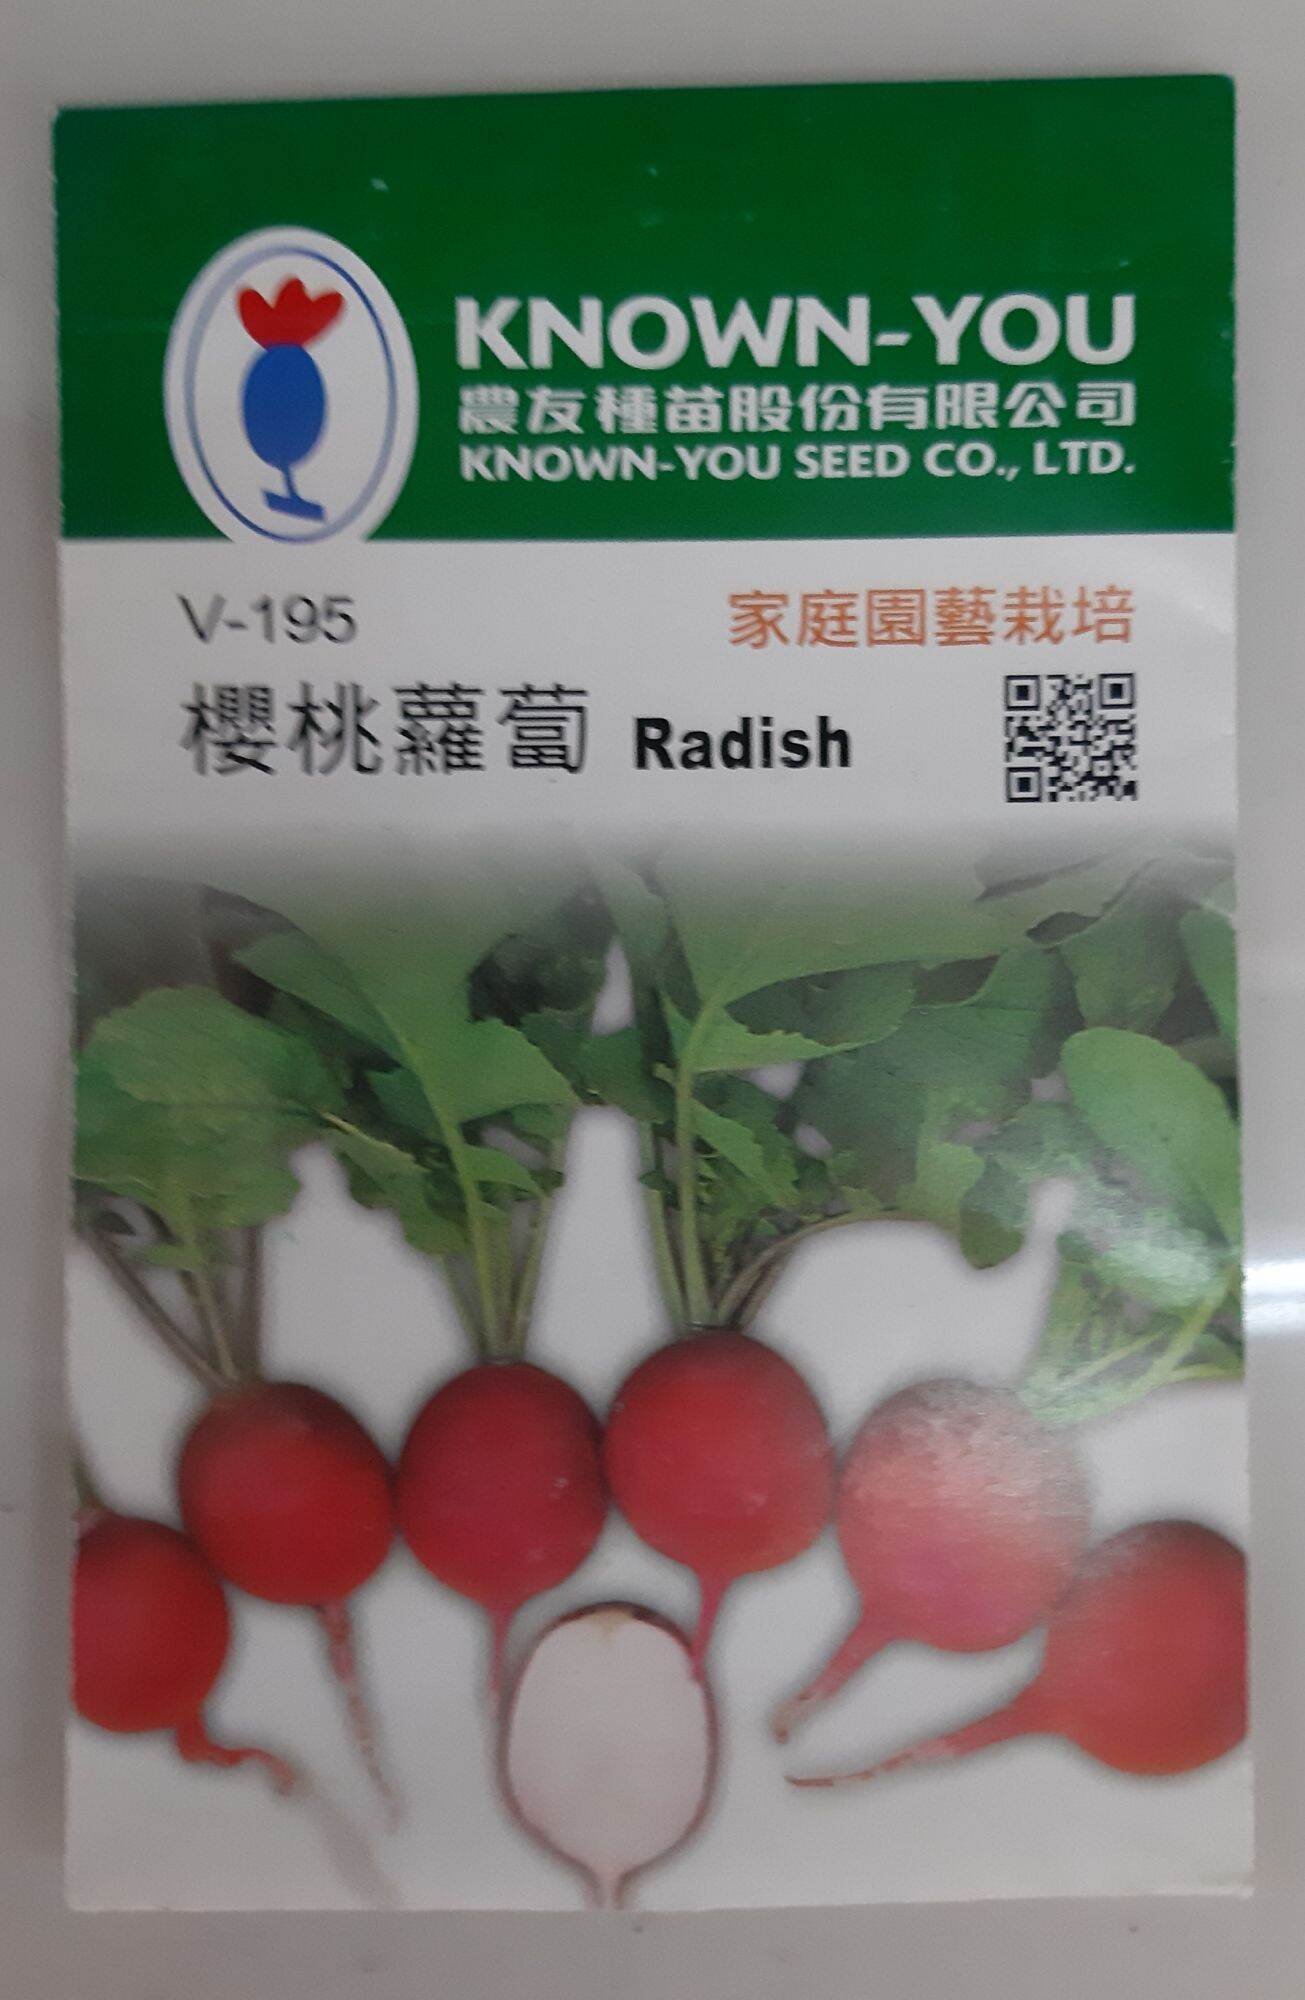 KNOWN-YOU
農友種苗股份有限公司
KNOWN-YOU SEED CO., LTD.
V-195
家庭園藝栽培
櫻桃蘿蔔 Radish